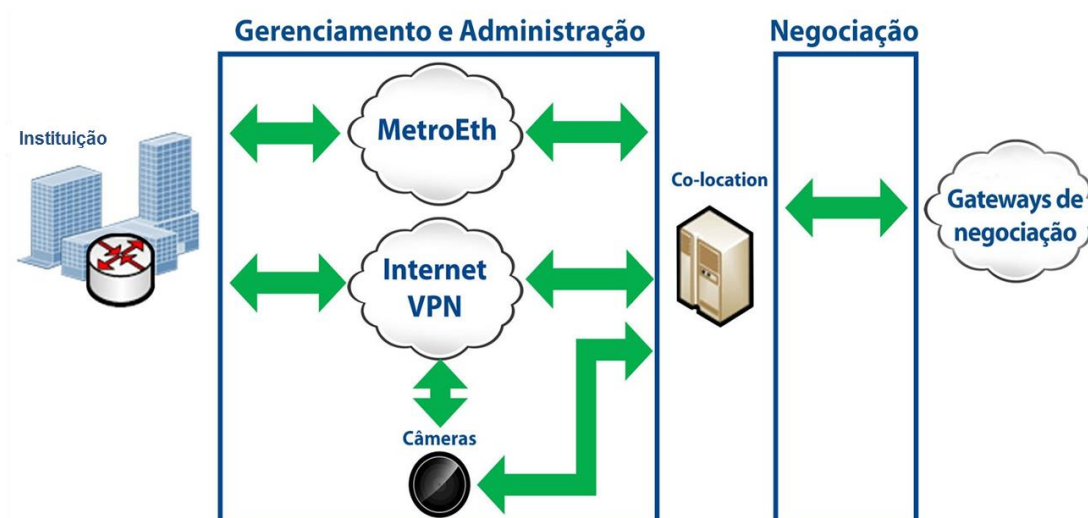 Gerenciamento e Administração
Negociação
Instituição
MetroEth
Co-location
Gateways de
negociação
Internet
VPN
Câmeras